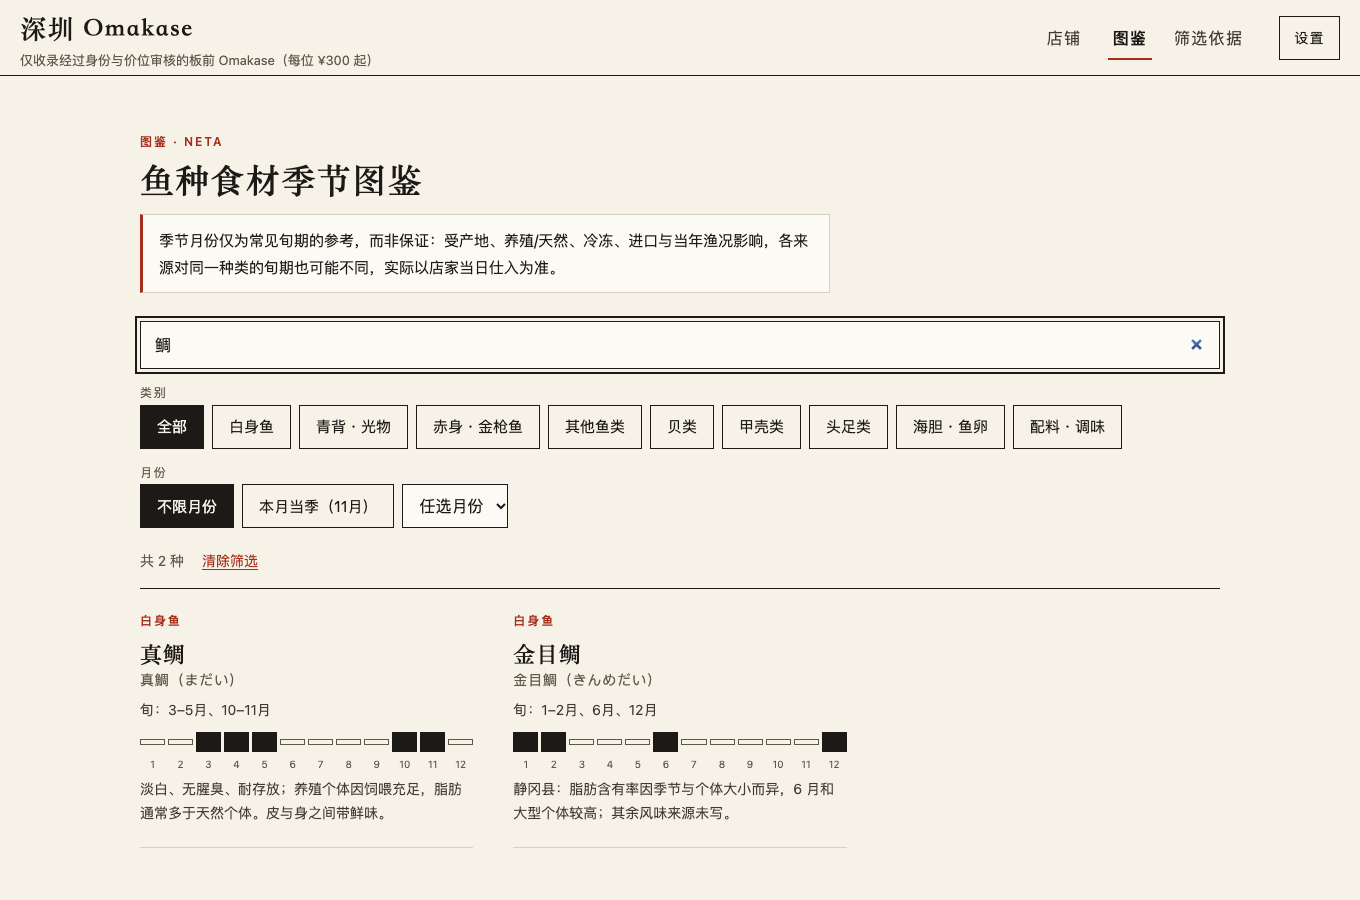 深圳 Omakase
仅收录经过身份与价位审核的板前 Omakase（每位 ¥300 起）
店铺
图鉴
筛选依据
设置
图鉴 · NETA
鱼种食材季节图鉴
季节月份仅为常见旬期的参考，而非保证：受产地、养殖/天然、冷冻、进口与当年渔况影响，各来
源对同一种类的旬期也可能不同，实际以店家当日仕入为准。
鲷
类别
全部
白身鱼
青背 · 光物
赤身 · 金枪鱼
其他鱼类
贝类
甲壳类
头足类
海胆 · 鱼卵
配料 · 调味
月份
不限月份
本月当季（11月）
任选月份
共 2 种
清除筛选
白身鱼
真鲷
真鯛（まだい）
旬：3–5月、10–11月
1 2 3 4 5 6 7 8 9 10 11 12
淡白、无腥臭、耐存放；养殖个体因饲喂充足，脂肪
通常多于天然个体。皮与身之间带鲜味。
白身鱼
金目鲷
金目鯛（きんめだい）
旬：1–2月、6月、12月
1 2 3 4 5 6 7 8 9 10 11 12
静冈县：脂肪含有率因季节与个体大小而异，6 月和
大型个体较高；其余风味来源未写。